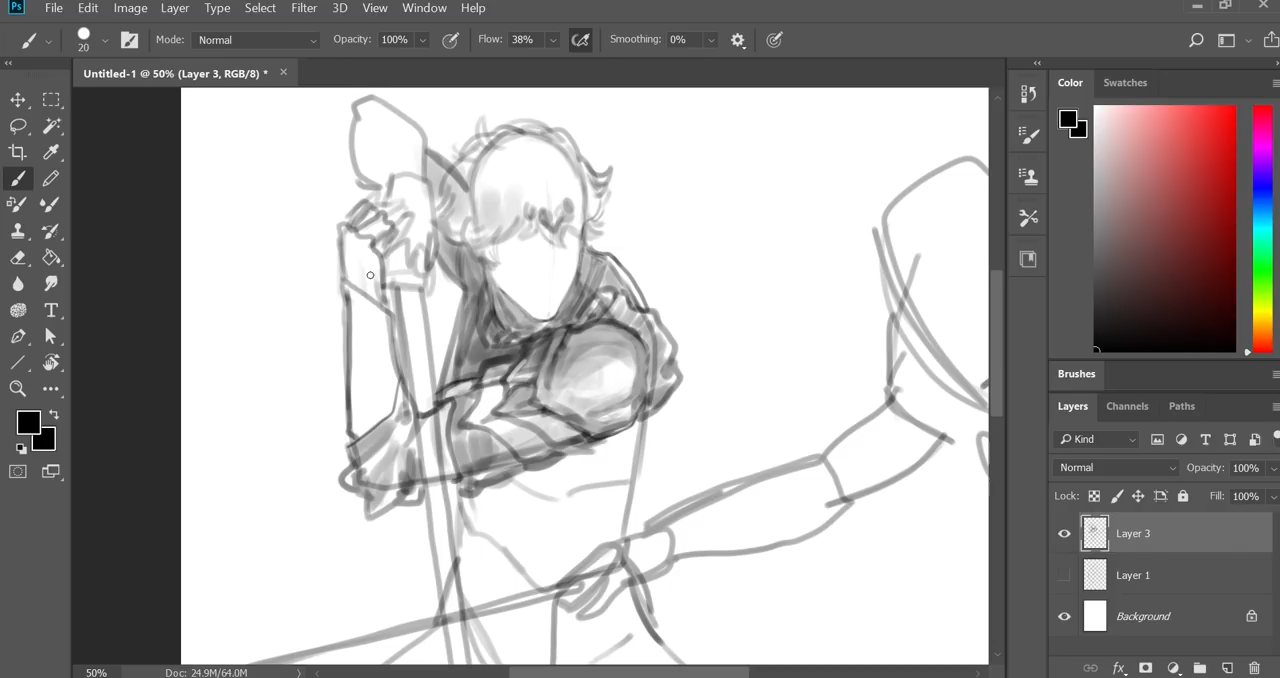 Ps File Edit Image Layer Type Select Filter 3D View Window Help
20 Mode: Normal Opacity: 100% Flow: 38% Smoothing: 0%
Untitled-1 @ 50% (Layer 3, RGB/8) *
Color Swatches
Brushes
Layers Channels Paths
Kind
Normal Opacity: 100%
Lock: Fill: 100%
Layer 3
Layer 1
Background
fx
50% Doc: 24.9M/64.0M